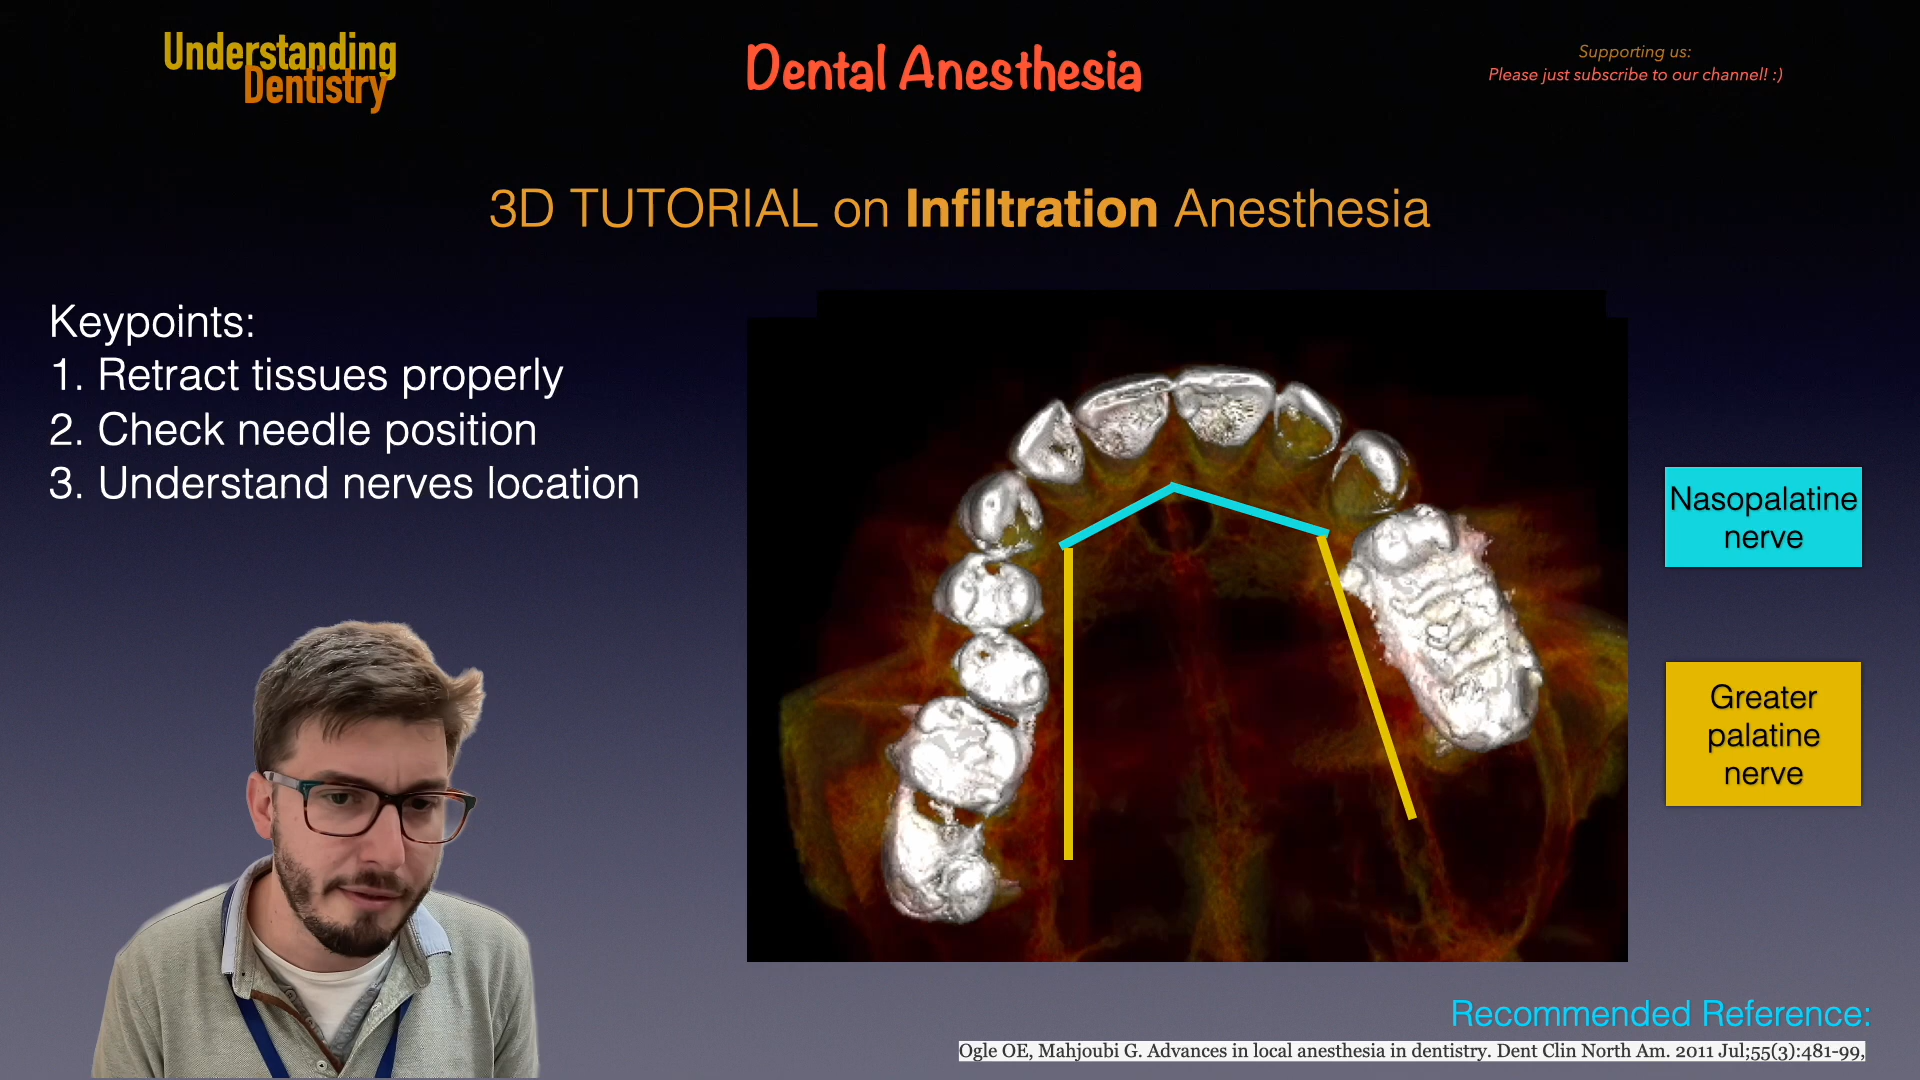 Understanding
Dentistry
Dental Anesthesia
Supporting us:
Please just subscribe to our channel! :)
3D TUTORIAL on Infiltration Anesthesia
Keypoints:
1. Retract tissues properly
2. Check needle position
3. Understand nerves location
Nasopalatine
nerve
Greater
palatine
nerve
Recommended Reference:
Ogle OE, Mahjoubi G. Advances in local anesthesia in dentistry. Dent Clin North Am. 2011 Jul;55(3):481-99,